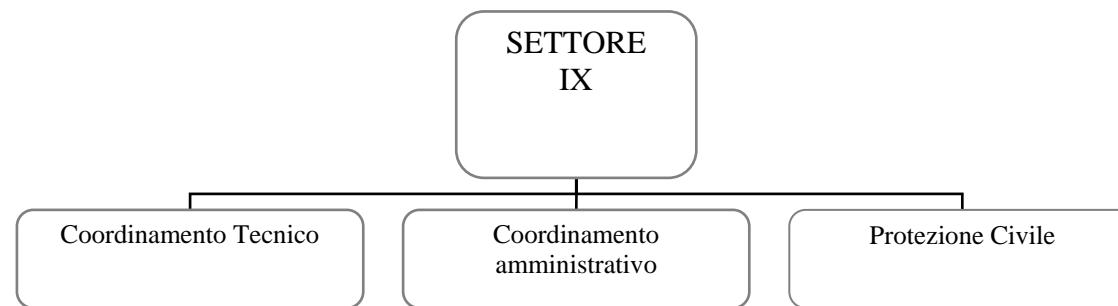 SETTORE
IX
Coordinamento Tecnico
Coordinamento
amministrativo
Protezione Civile